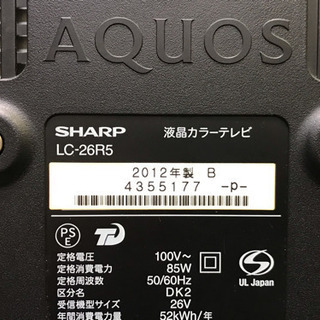 AQUOS
SHARP 液晶カラーテレビ
LC-26R5
2012年製 B
4355177 -p-
PS
E
定格電圧 100V~
定格消費電力 85W
定格周波数 50/60Hz
区分名 DK2
受信機型サイズ 26V
年間消費電力量 52kWh/年
UL Japan